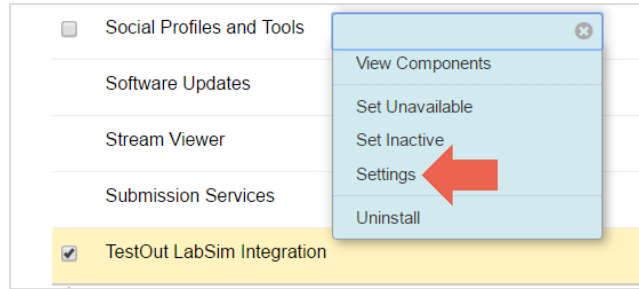 Social Profiles and Tools
Software Updates
Stream Viewer
Submission Services
TestOut LabSim Integration
View Components
Set Unavailable
Set Inactive
Settings
Uninstall